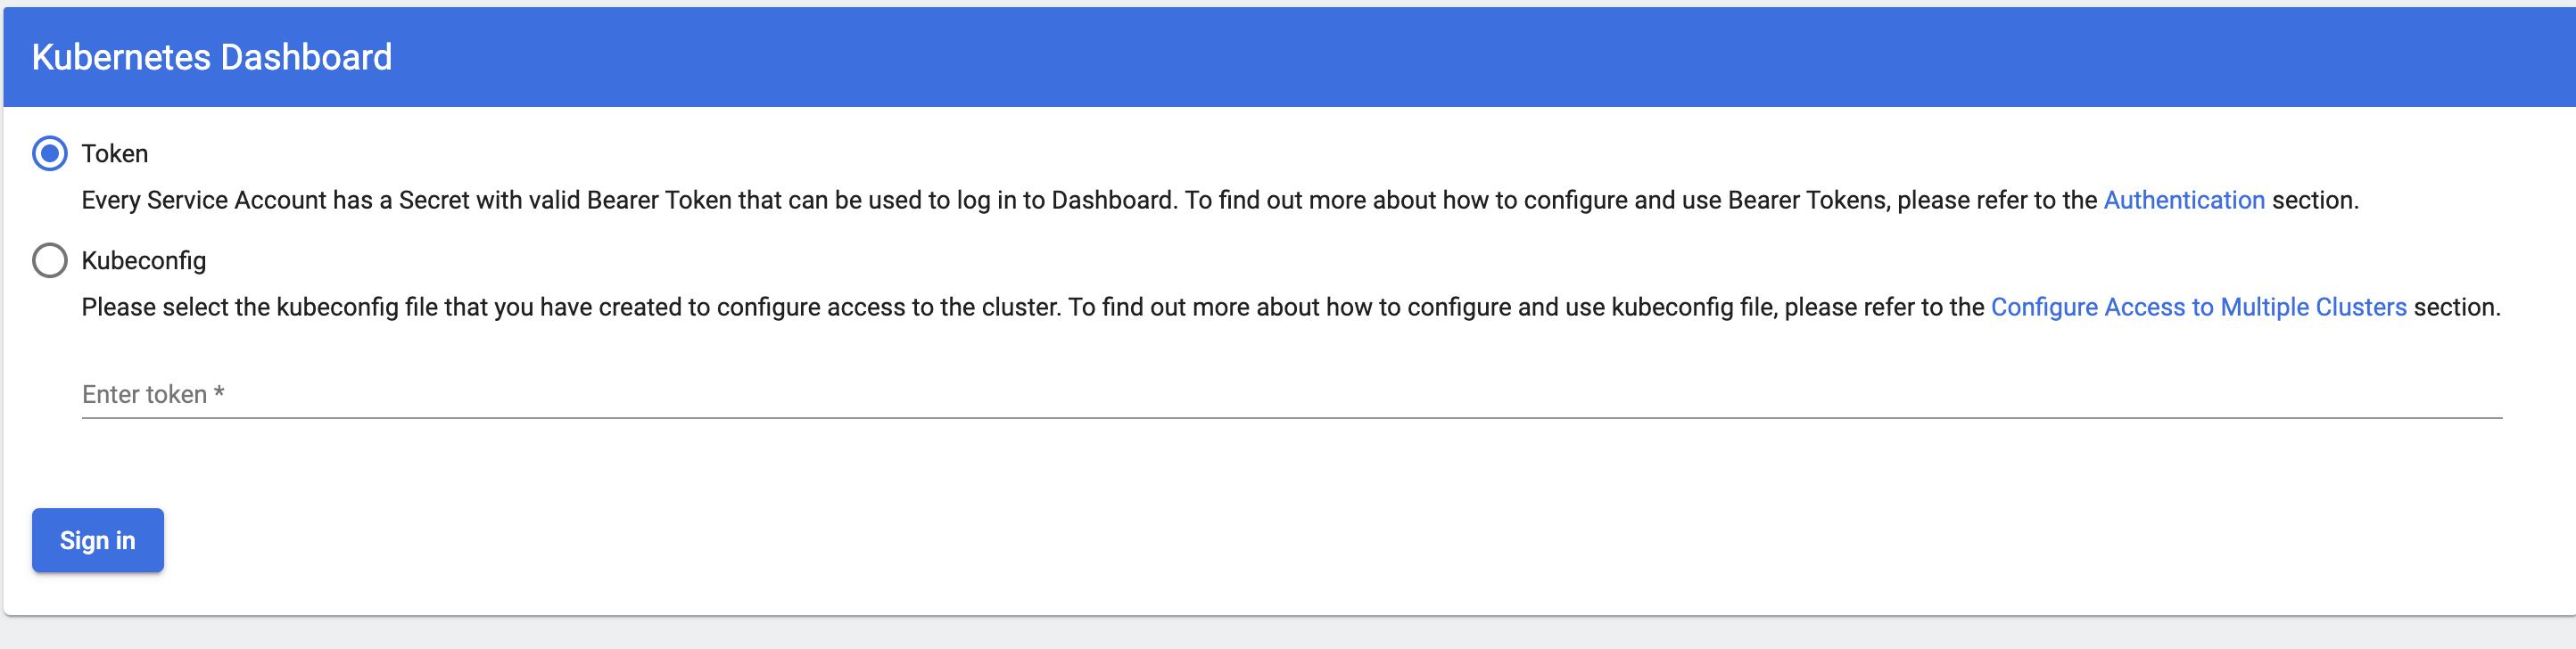 Kubernetes Dashboard
Token
Every Service Account has a Secret with valid Bearer Token that can be used to log in to Dashboard. To find out more about how to configure and use Bearer Tokens, please refer to the Authentication section.
Kubeconfig
Please select the kubeconfig file that you have created to configure access to the cluster. To find out more about how to configure and use kubeconfig file, please refer to the Configure Access to Multiple Clusters section.
Enter token *
Sign in